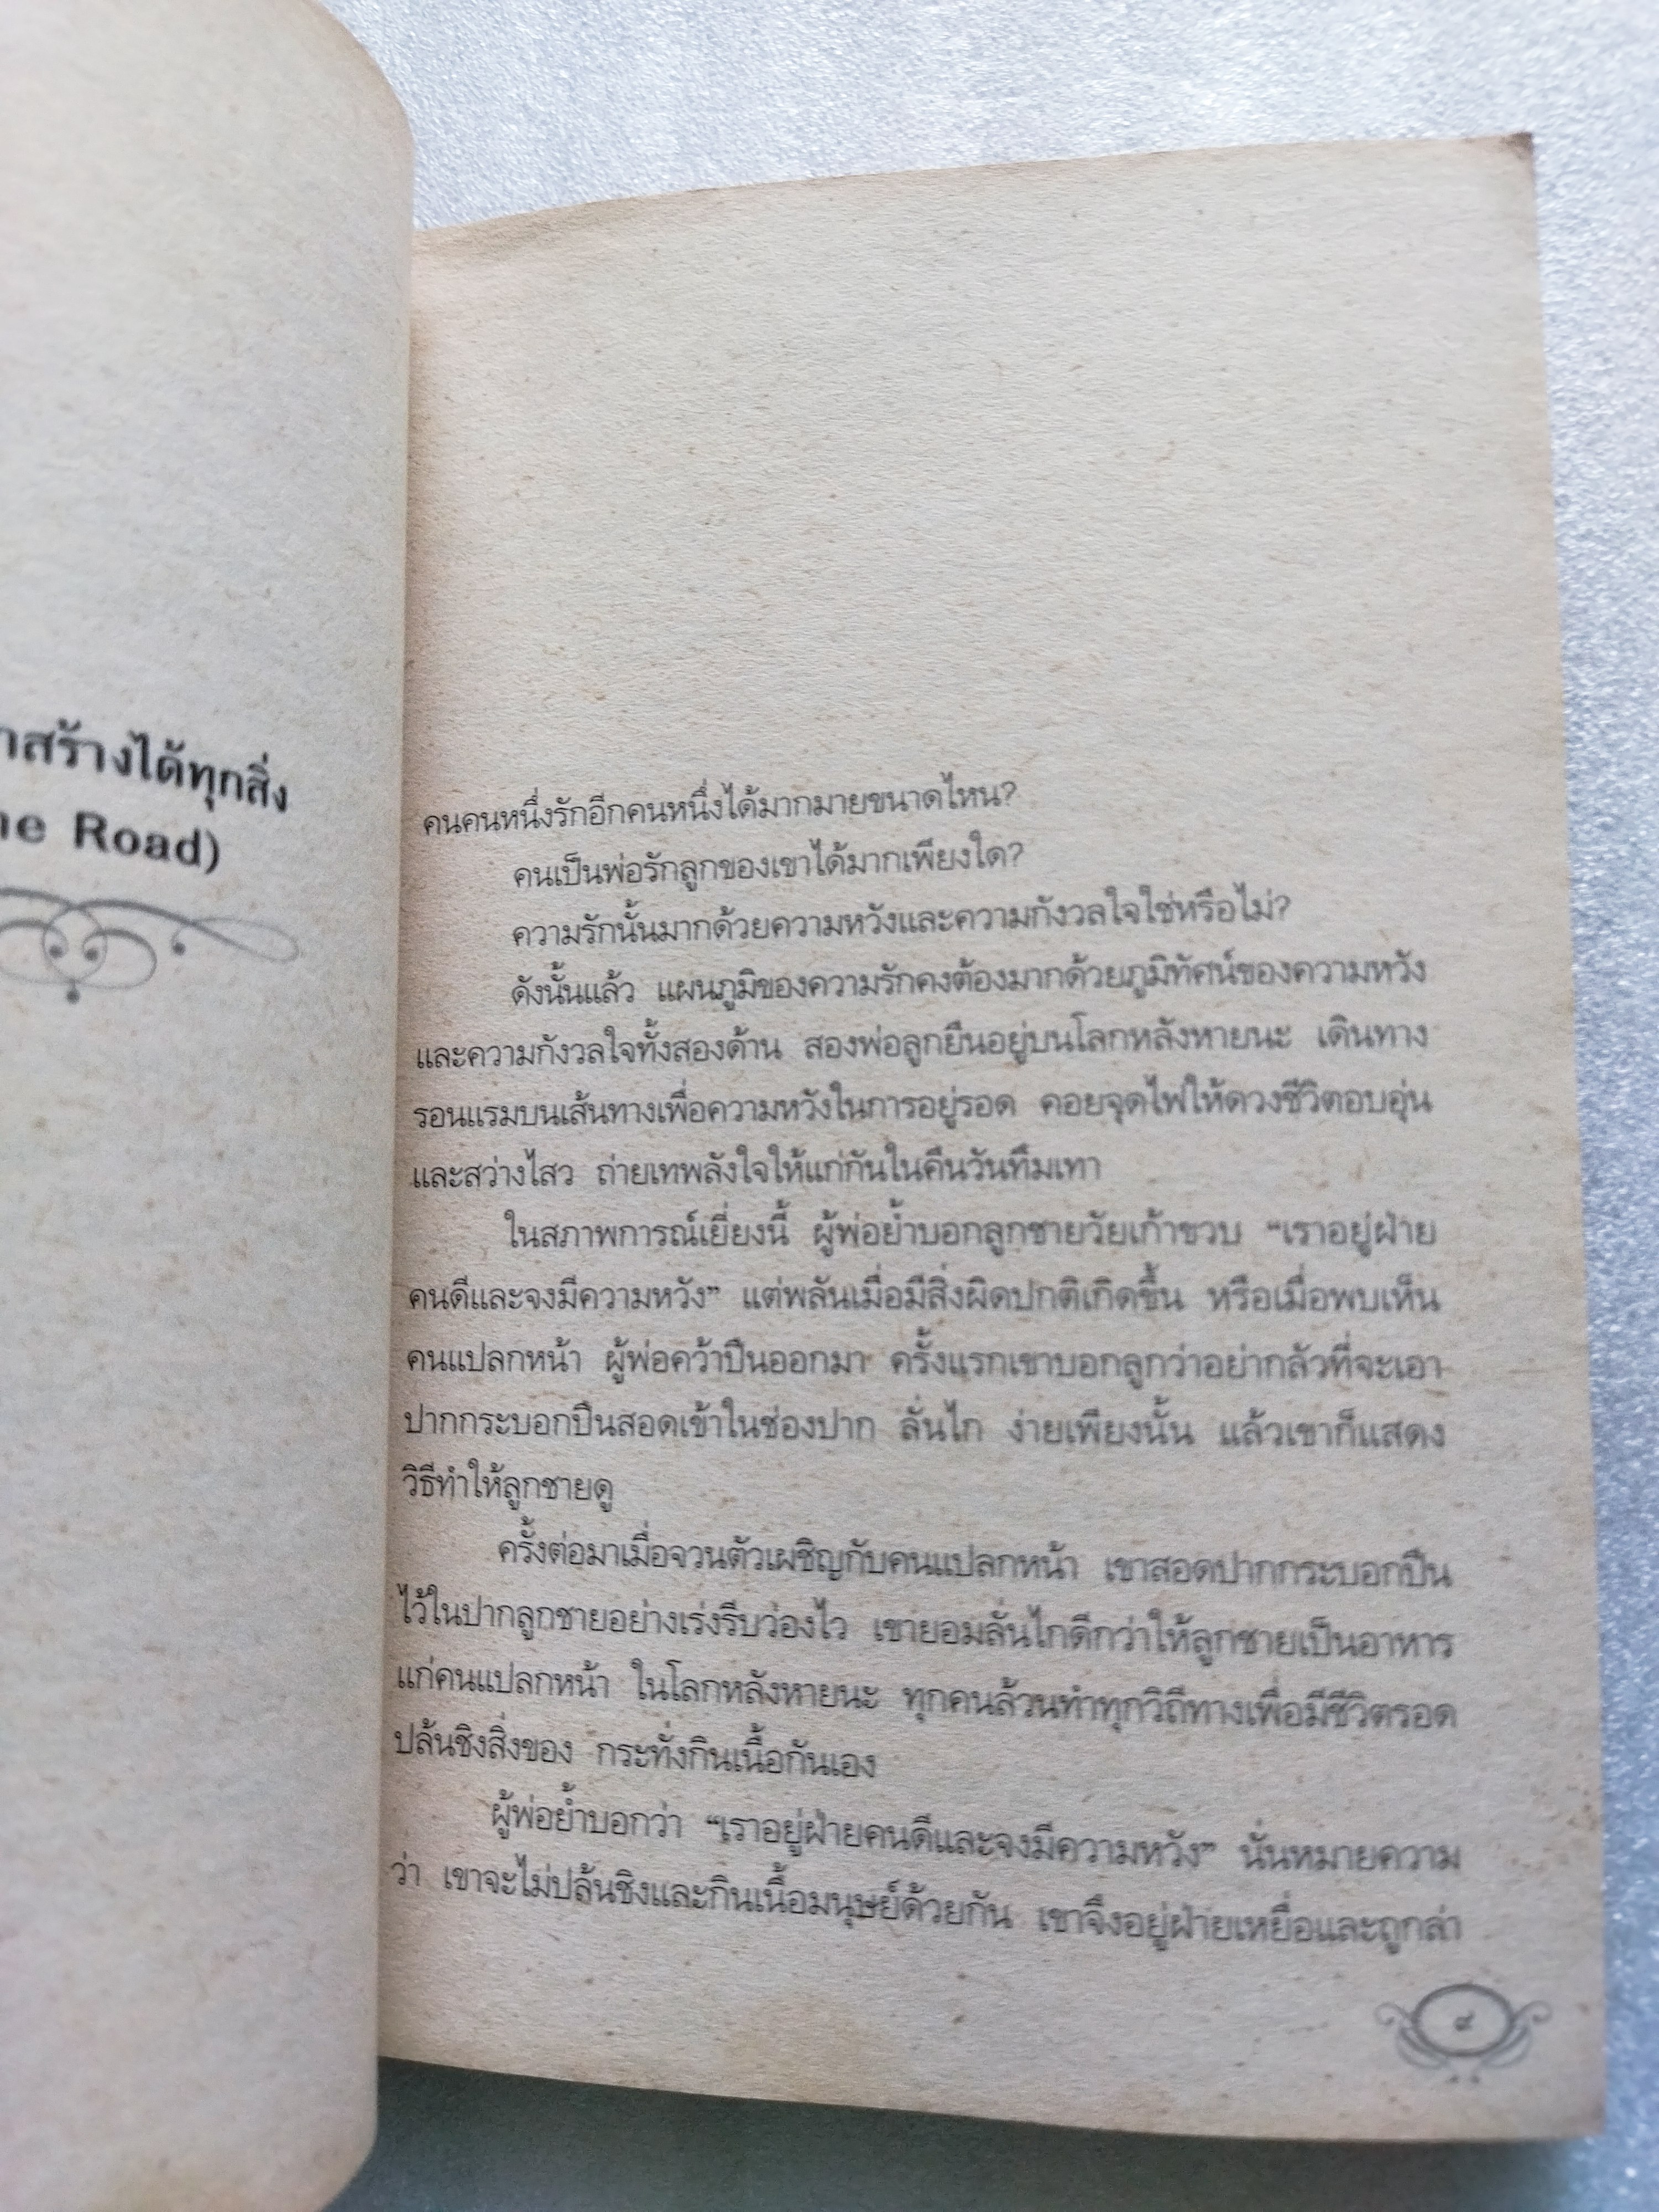 สร้างได้ทุกสิ่ง
Road)
คนคนหนึ่งรักอีกคนหนึ่งได้มากมายขนาดไหน?
คนเป็นพ่อรักลูกของเขาได้มากเพียงใด?
ความรักนั้นมากด้วยความหวังและความกังวลใจใช่หรือไม่?
ดังนั้นแล้ว แผนภูมิของความรักคงต้องมากด้วยภูมิทัศน์ของความหวัง
และความกังวลใจทั้งสองด้าน สองพ่อลูกยืนอยู่บนโลกหลังหายนะ เดินทาง
รอนแรมบนเส้นทางเพื่อความหวังในการอยู่รอด คอยจุดไฟให้ดวงชีวิตอบอุ่น
และสว่างไสว ถ่ายเทพลังใจให้แก่กันในคืนวันทึมเทา
ในสภาพการณ์เยี่ยงนี้ ผู้พ่อย้ำบอกลูกชายวัยเก้าขวบ “เราอยู่ฝ่าย
คนดีและจงมีความหวัง” แต่พลันเมื่อมีสิ่งผิดปกติเกิดขึ้น หรือเมื่อพบเห็น
คนแปลกหน้า ผู้พ่อคว้าปืนออกมา ครั้งแรกเขาบอกลูกว่าอย่ากลัวที่จะเอา
ปากกระบอกปืนสอดเข้าในช่องปาก ลั่นไก ง่ายเพียงนั้น แล้วเขาก็แสดง
วิธีทำให้ลูกชายดู
ครั้งต่อมาเมื่อจวนตัวเผชิญกับคนแปลกหน้า เขาสอดปากกระบอกปืน
ไว้ในปากลูกชายอย่างเร่งรีบว่องไว เขายอมลั่นไกดีกว่าให้ลูกชายเป็นอาหาร
แก่คนแปลกหน้า ในโลกหลังหายนะ ทุกคนล้วนทำทุกวิถีทางเพื่อมีชีวิตรอด
ปล้นชิงสิ่งของ กระทั่งกินเนื้อกันเอง
ผู้พ่อย้ำบอกว่า “เราอยู่ฝ่ายคนดีและจงมีความหวัง” นั่นหมายความ
ว่า เขาจะไม่ปล้นชิงและกินเนื้อมนุษย์ด้วยกัน เขาจึงอยู่ฝ่ายเหยื่อและถูกล่า
๙